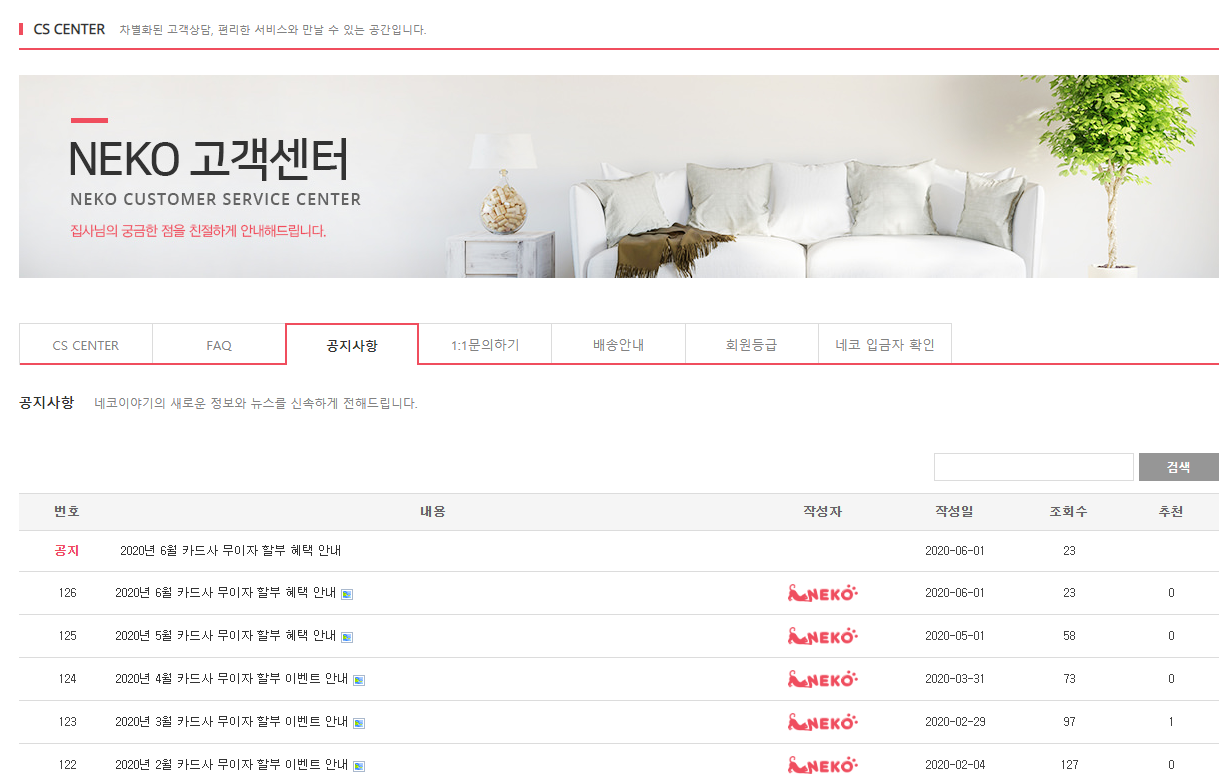 CS CENTER 차별화된 고객상담, 편리한 서비스와 만날 수 있는 공간입니다.
NEKO 고객센터
NEKO CUSTOMER SERVICE CENTER
집사님의 궁금한 점을 친절하게 안내해드립니다.
CS CENTER FAQ 공지사항 1:1문의하기 배송안내 회원등급 네코 입금자 확인
공지사항 네코이야기의 새로운 정보와 뉴스를 신속하게 전해드립니다.
검색
번호 내용 작성자 작성일 조회수 추천
공지 2020년 6월 카드사 무이자 할부 혜택 안내 2020-06-01 23
126 2020년 6월 카드사 무이자 할부 혜택 안내 NEKO 2020-06-01 23 0
125 2020년 5월 카드사 무이자 할부 혜택 안내 NEKO 2020-05-01 58 0
124 2020년 4월 카드사 무이자 할부 이벤트 안내 NEKO 2020-03-31 73 0
123 2020년 3월 카드사 무이자 할부 이벤트 안내 NEKO 2020-02-29 97 1
122 2020년 2월 카드사 무이자 할부 이벤트 안내 NEKO 2020-02-04 127 0